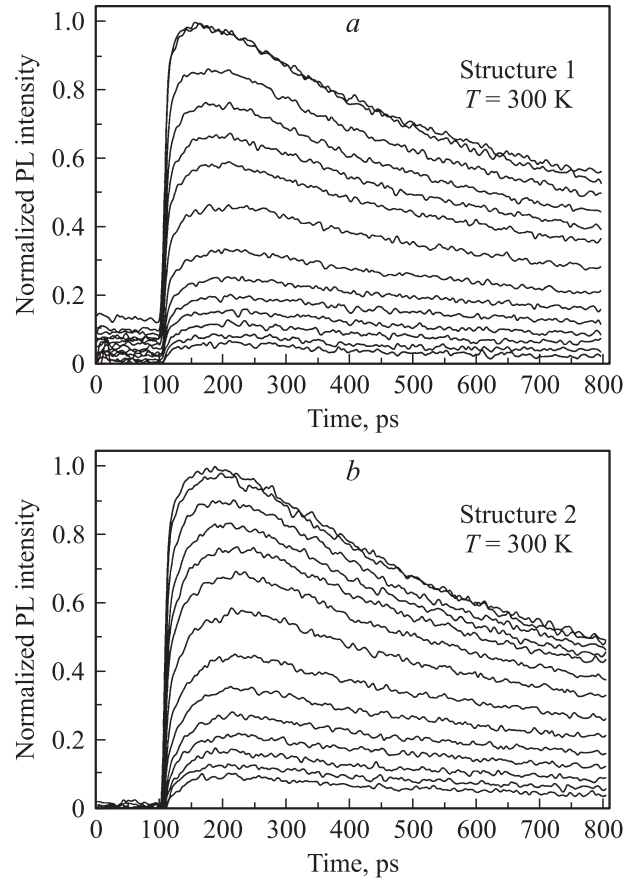 a
1.0
Structure 1
T = 300 K
0.8
0.6
0.4
0.2
0
Normalized PL intensity
0 100 200 300 400 500 600 700 800
Time, ps
b
1.0
Structure 2
T = 300 K
0.8
0.6
0.4
0.2
0
Normalized PL intensity
0 100 200 300 400 500 600 700 800
Time, ps